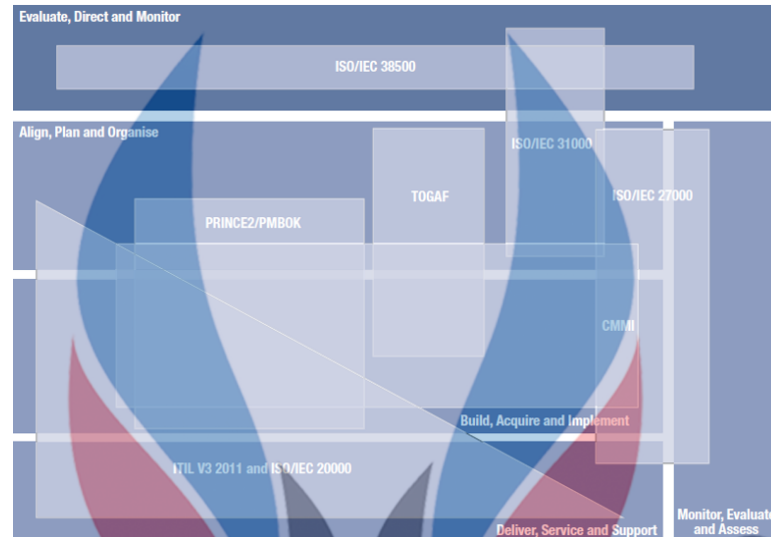 Evaluate, Direct and Monitor
ISO/IEC 38500
Align, Plan and Organise
ISO/IEC 31000
TOGAF
ISO/IEC 27000
PRINCE2/PMBOK
CMMI
Build, Acquire and Implement
ITIL V3 2011 and ISO/IEC 20000
Deliver, Service and Support
Monitor, Evaluate
and Assess